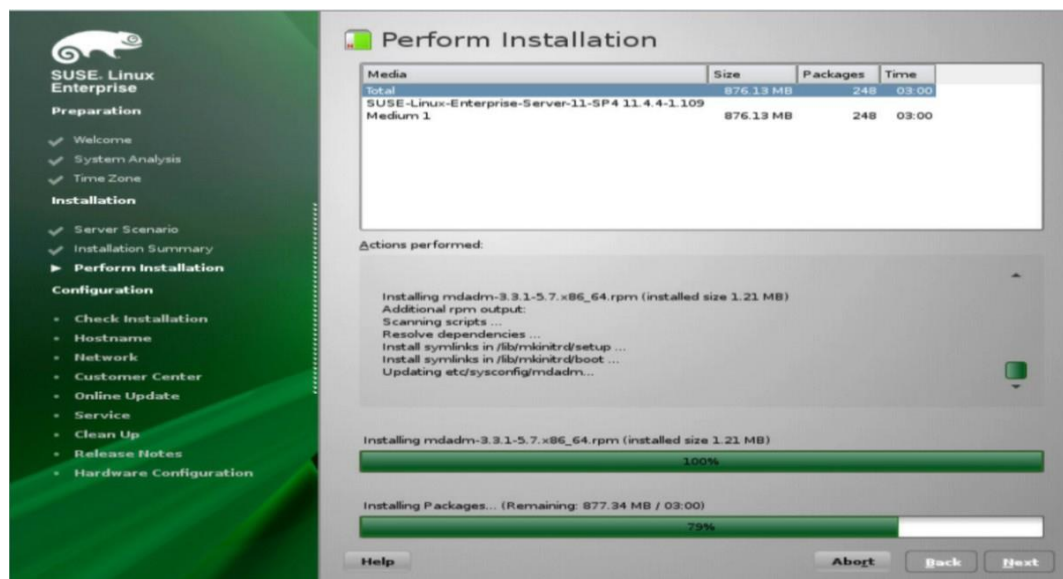 SUSE. Linux
Enterprise
Preparation
Welcome
System Analysis
Time Zone
Installation
Server Scenario
Installation Summary
Perform Installation
Configuration
Check Installation
Hostname
Network
Customer Center
Online Update
Service
Clean Up
Release Notes
Hardware Configuration
Perform Installation
Media Size Packages Time
Total 876.13 MB 248 03:00
SUSE-Linux-Enterprise-Server-11-SP4 11.4.4-1.109
Medium 1 876.13 MB 248 03:00
Actions performed:
Installing mdadm-3.3.1-5.7.x86_64.rpm (installed size 1.21 MB)
Additional rpm output:
Scanning scripts ...
Resolve dependencies ...
Install symlinks in /lib/mkinitrd/setup ...
Install symlinks in /lib/mkinitrd/boot ...
Updating etc/sysconfig/mdadm...
Installing mdadm-3.3.1-5.7.x86_64.rpm (installed size 1.21 MB)
100%
Installing Packages... (Remaining: 877.34 MB / 03:00)
79%
Help Abort Back Next